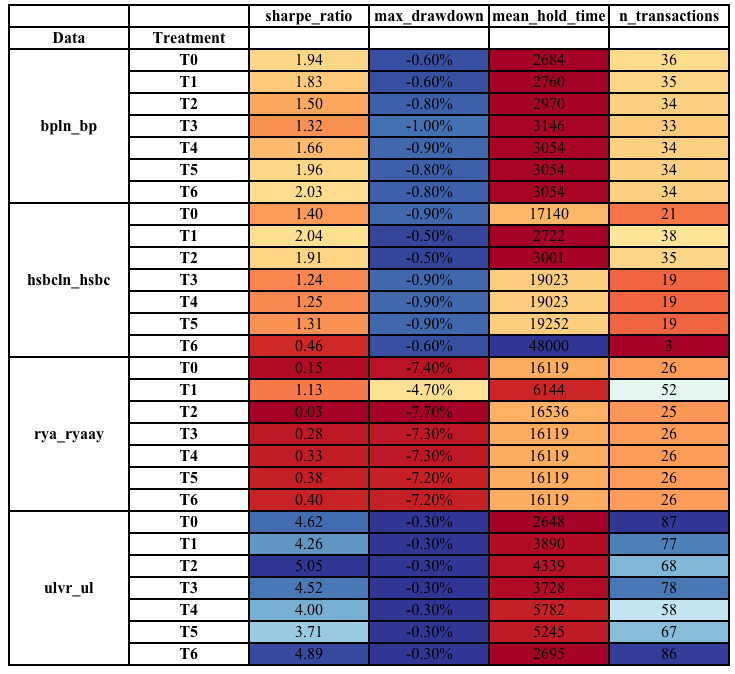 sharpe_ratio max_drawdown mean_hold_time n_transactions
Data Treatment
bpln_bp T0 1.94 -0.60% 2684 36
T1 1.83 -0.60% 2760 35
T2 1.50 -0.80% 2970 34
T3 1.32 -1.00% 3146 33
T4 1.66 -0.90% 3054 34
T5 1.96 -0.80% 3054 34
T6 2.03 -0.80% 3054 34
hsbcln_hsbc T0 1.40 -0.90% 17140 21
T1 2.04 -0.50% 2722 38
T2 1.91 -0.50% 3001 35
T3 1.24 -0.90% 19023 19
T4 1.25 -0.90% 19023 19
T5 1.31 -0.90% 19252 19
T6 0.46 -0.60% 48000 3
rya_ryaay T0 0.15 -7.40% 16119 26
T1 1.13 -4.70% 6144 52
T2 0.03 -7.70% 16536 25
T3 0.28 -7.30% 16119 26
T4 0.33 -7.30% 16119 26
T5 0.38 -7.20% 16119 26
T6 0.40 -7.20% 16119 26
ulvr_ul T0 4.62 -0.30% 2648 87
T1 4.26 -0.30% 3890 77
T2 5.05 -0.30% 4339 68
T3 4.52 -0.30% 3728 78
T4 4.00 -0.30% 5782 58
T5 3.71 -0.30% 5245 67
T6 4.89 -0.30% 2695 86